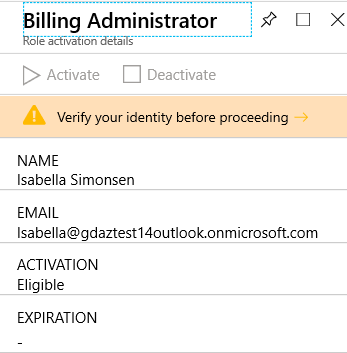 Billing Administrator
Role activation details
Activate Deactivate
Verify your identity before proceeding →
NAME
Isabella Simonsen
EMAIL
Isabella@gdaztest14outlook.onmicrosoft.com
ACTIVATION
Eligible
EXPIRATION
-